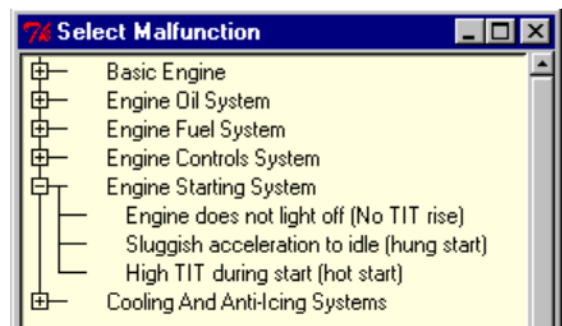 Select Malfunction
Basic Engine
Engine Oil System
Engine Fuel System
Engine Controls System
Engine Starting System
Engine does not light off (No TIT rise)
Sluggish acceleration to idle (hung start)
High TIT during start (hot start)
Cooling And Anti-Icing Systems